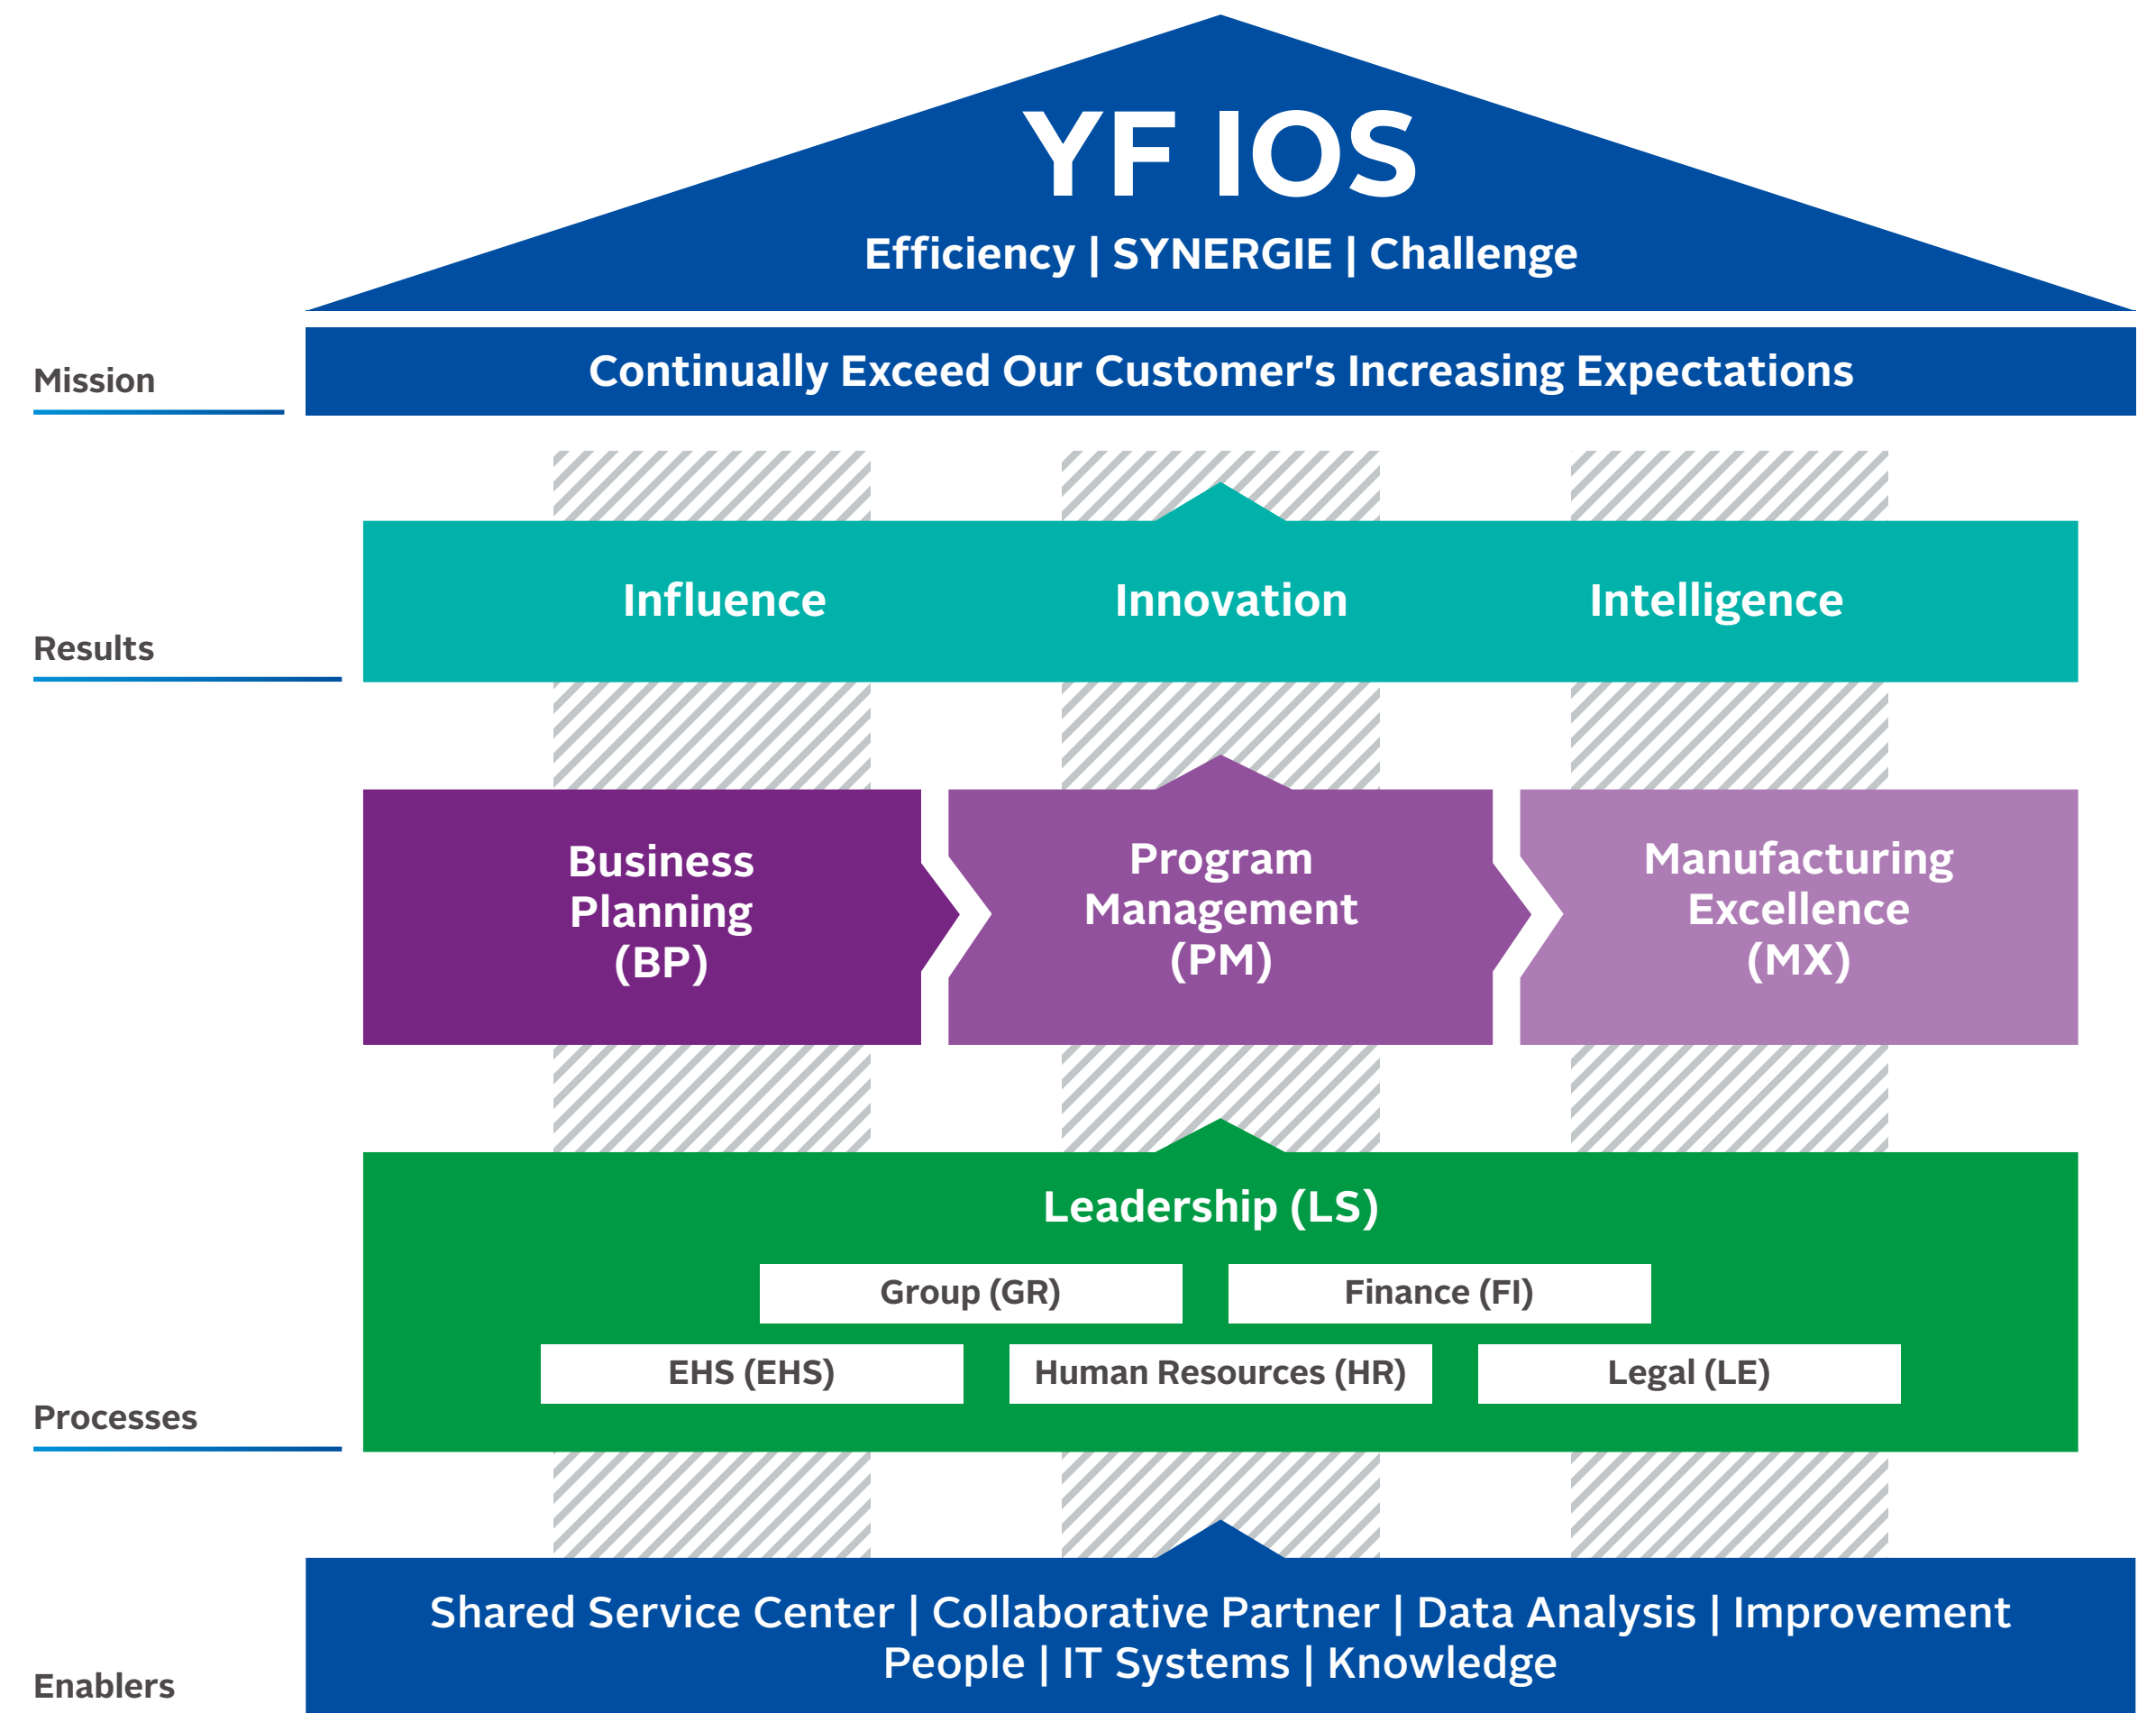 YF IOS
Efficiency | SYNERGIE | Challenge
Mission
Continually Exceed Our Customer's Increasing Expectations
Results
Influence
Innovation
Intelligence
Business
Planning
(BP)
Program
Management
(PM)
Manufacturing
Excellence
(MX)
Processes
Leadership (LS)
Group (GR)
Finance (FI)
EHS (EHS)
Human Resources (HR)
Legal (LE)
Enablers
Shared Service Center | Collaborative Partner | Data Analysis | Improvement
People | IT Systems | Knowledge